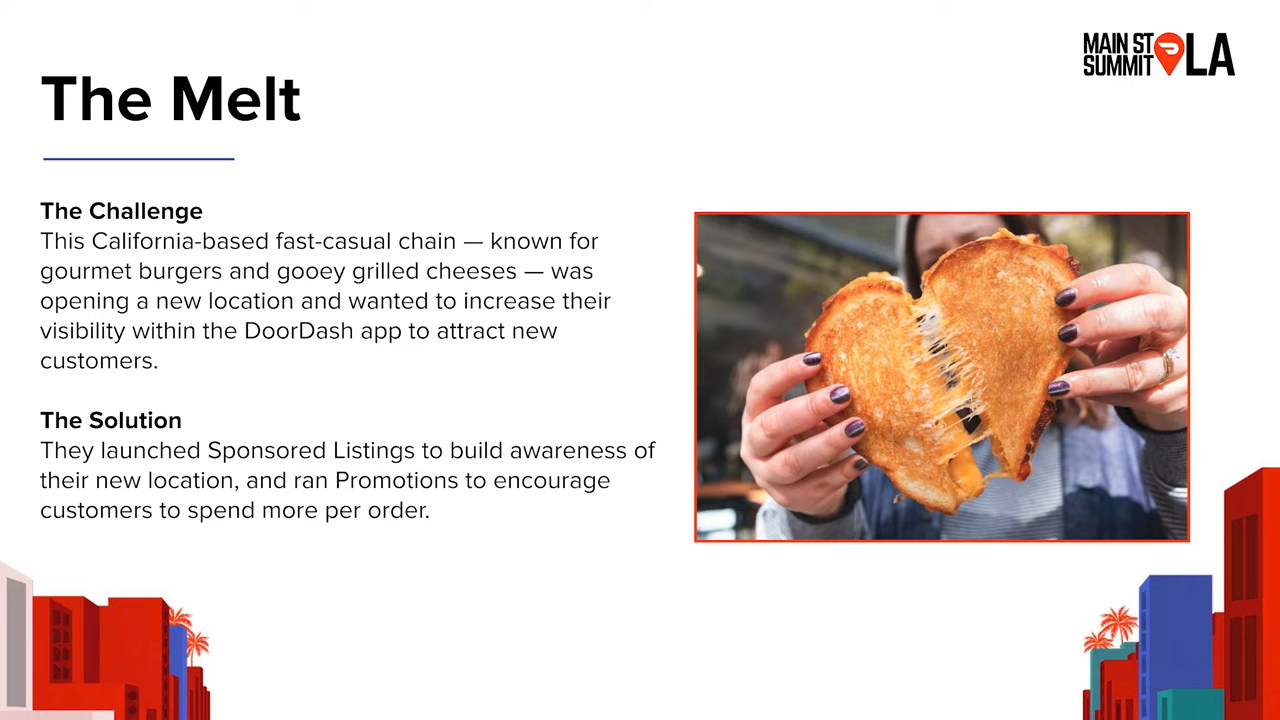 MAIN ST
SUMMIT LA
The Melt
The Challenge
This California-based fast-casual chain — known for
gourmet burgers and gooey grilled cheeses — was
opening a new location and wanted to increase their
visibility within the DoorDash app to attract new
customers.
The Solution
They launched Sponsored Listings to build awareness of
their new location, and ran Promotions to encourage
customers to spend more per order.